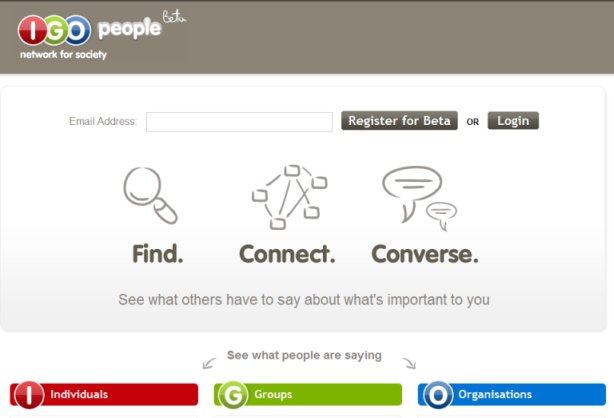 IGO people Beta
network for society
Email Address: Register for Beta OR Login
Find. Connect. Converse.
See what others have to say about what's important to you
See what people are saying
I Individuals G Groups O Organisations